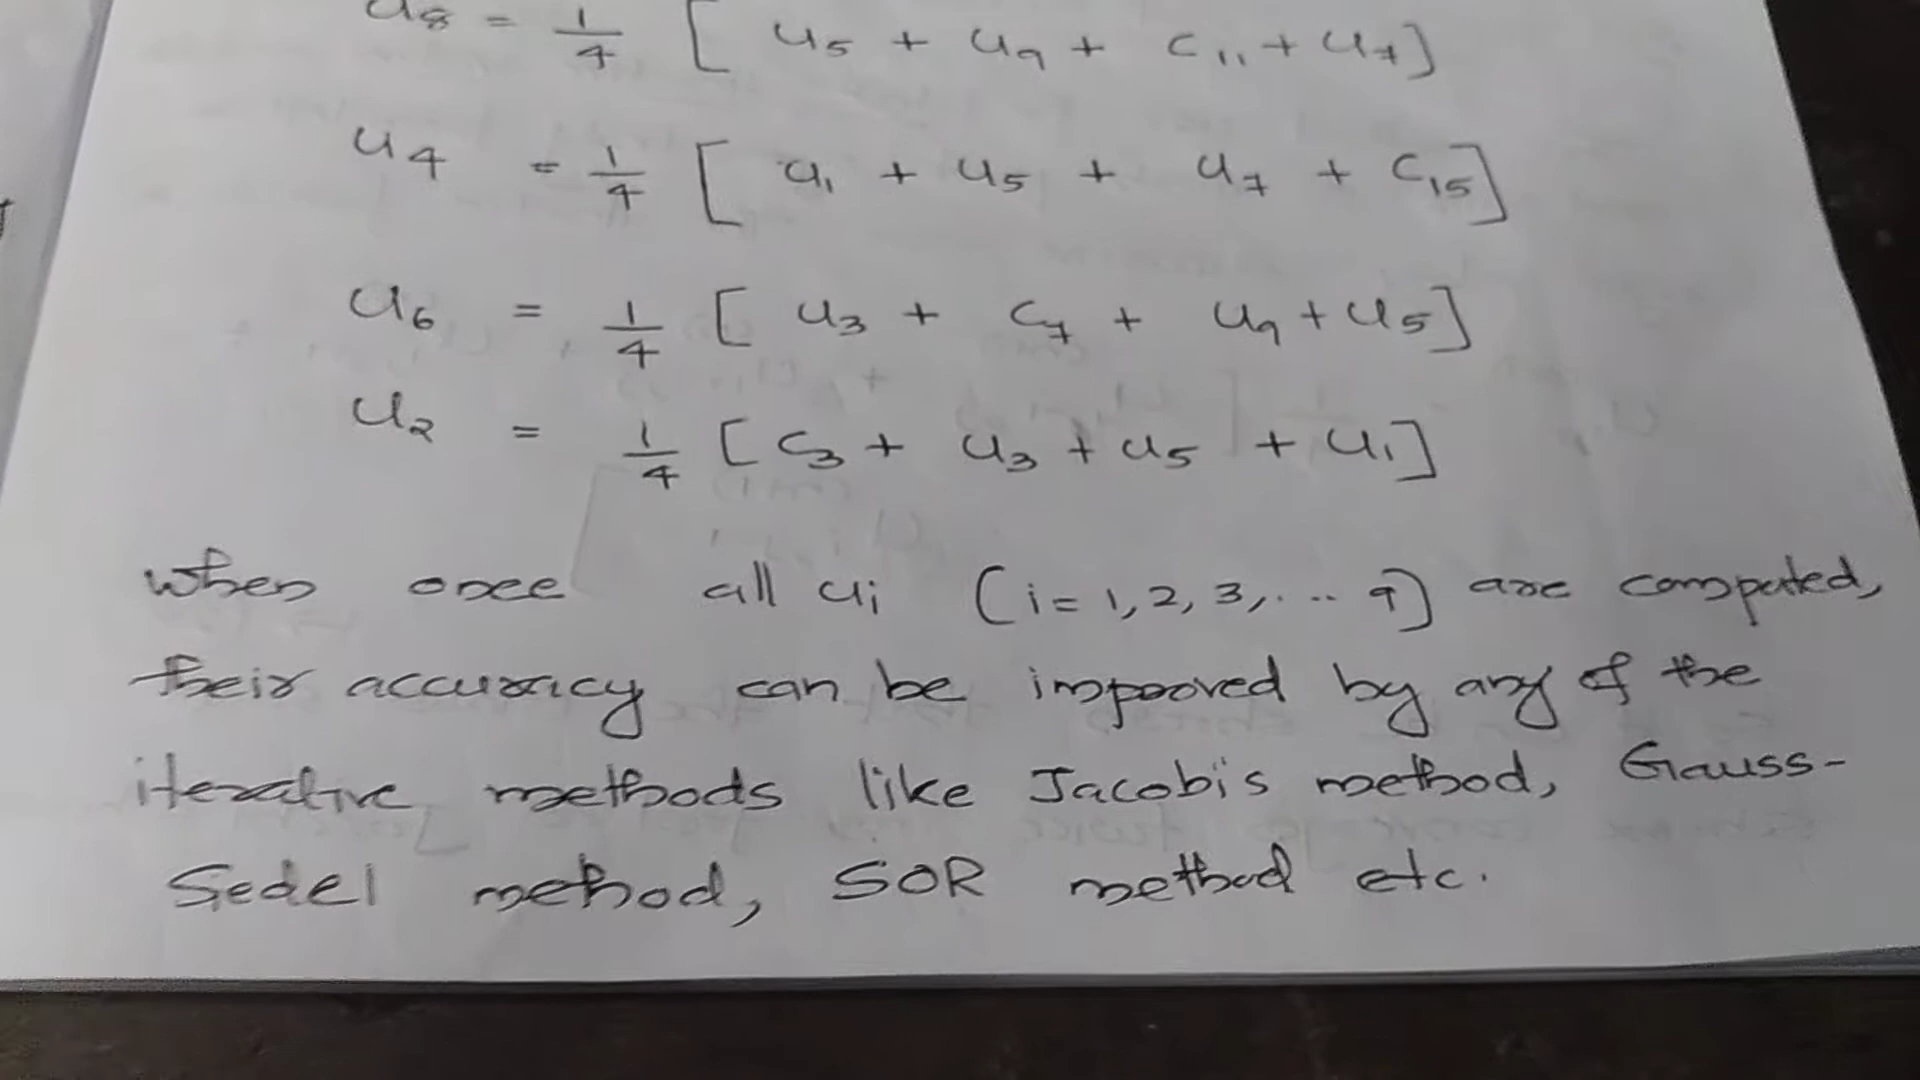 u₈ = 1/4 [ u₅ + u₉ + c₁₁ + u₇]
u₄ = 1/4 [ u₁ + u₅ + u₇ + c₁₅]
u₆ = 1/4 [ u₃ + c₇ + u₉ + u₅]
u₂ = 1/4 [c₃ + u₃ + u₅ + u₁]
when once all uᵢ (i = 1, 2, 3, ... 9) are computed,
their accuracy can be improved by any of the
iterative methods like Jacobi's method, Gauss-
Sedel method, SOR method etc.